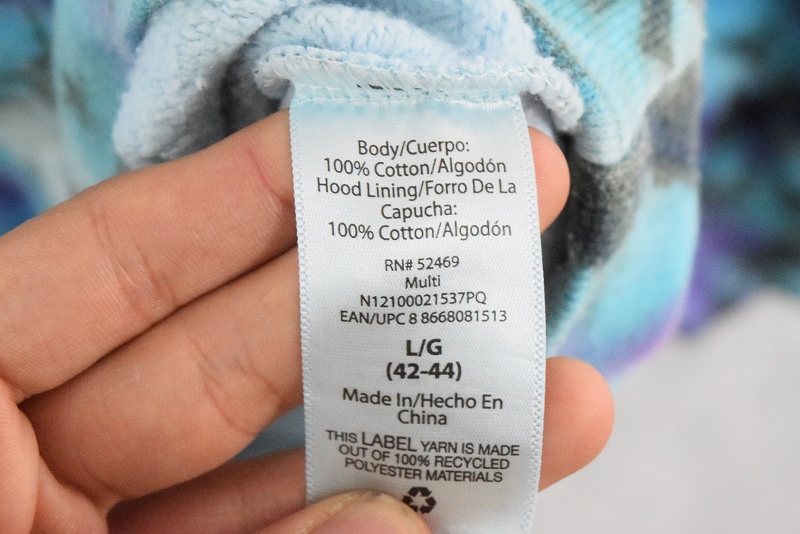 Body/Cuerpo:
100% Cotton/Algodón
Hood Lining/Forro De La
Capucha:
100% Cotton/Algodón
RN# 52469
Multi
N12100021537PQ
EAN/UPC 8 8668081513
L/G
(42-44)
Made In/Hecho En
China
THIS LABEL YARN IS MADE
OUT OF 100% RECYCLED
POLYESTER MATERIALS